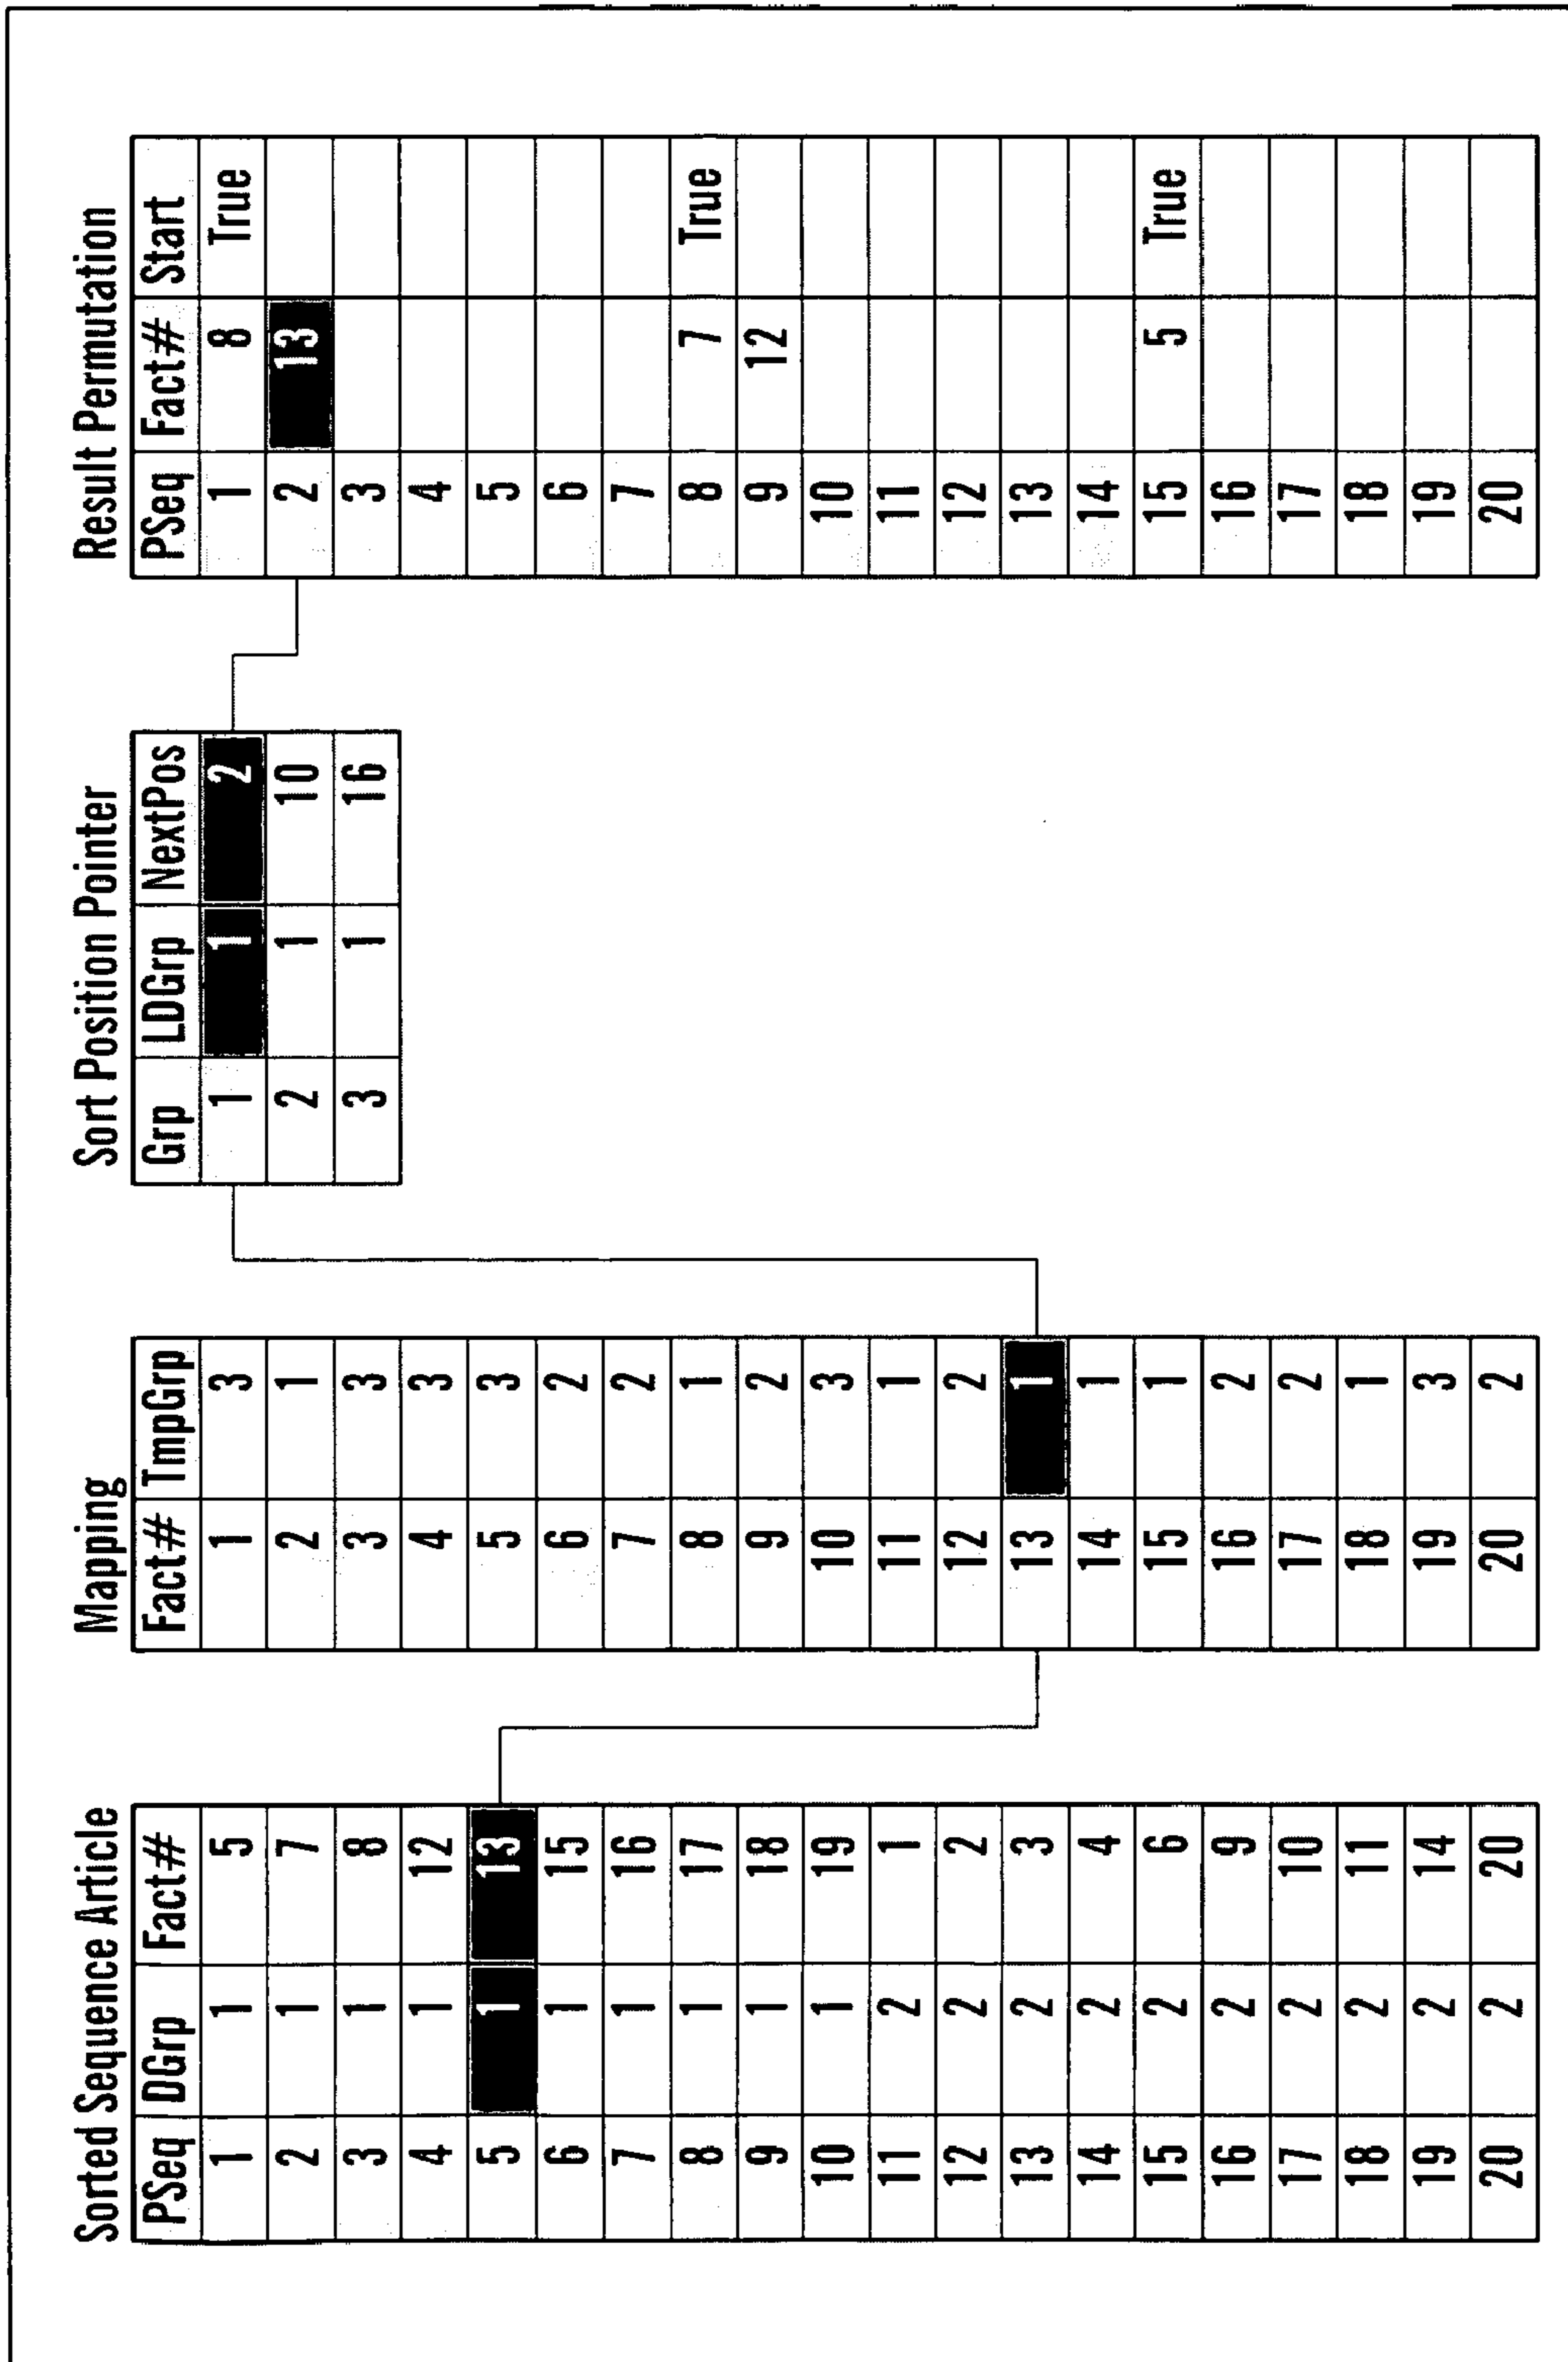 Sorted Sequence Article
PSeq DGrp Fact#
1 1 5
2 1 7
3 1 8
4 1 12
5 1 13
6 1 15
7 1 16
8 1 17
9 1 18
10 1 19
11 2 1
12 2 2
13 2 3
14 2 4
15 2 6
16 2 9
17 2 10
18 2 11
19 2 14
20 2 20
Mapping
Fact# TmpGrp
1 3
2 1
3 3
4 3
5 3
6 2
7 2
8 1
9 2
10 3
11 1
12 2
13 1
14 1
15 1
16 2
17 2
18 1
19 3
20 2
Sort Position Pointer
Grp LDGrp NextPos
1 1 2
2 1 10
3 1 16
Result Permutation
PSeq Fact# Start
1 8 True
2 13
3
4
5
6
7
8 7 True
9 12
10
11
12
13
14
15 5 True
16
17
18
19
20